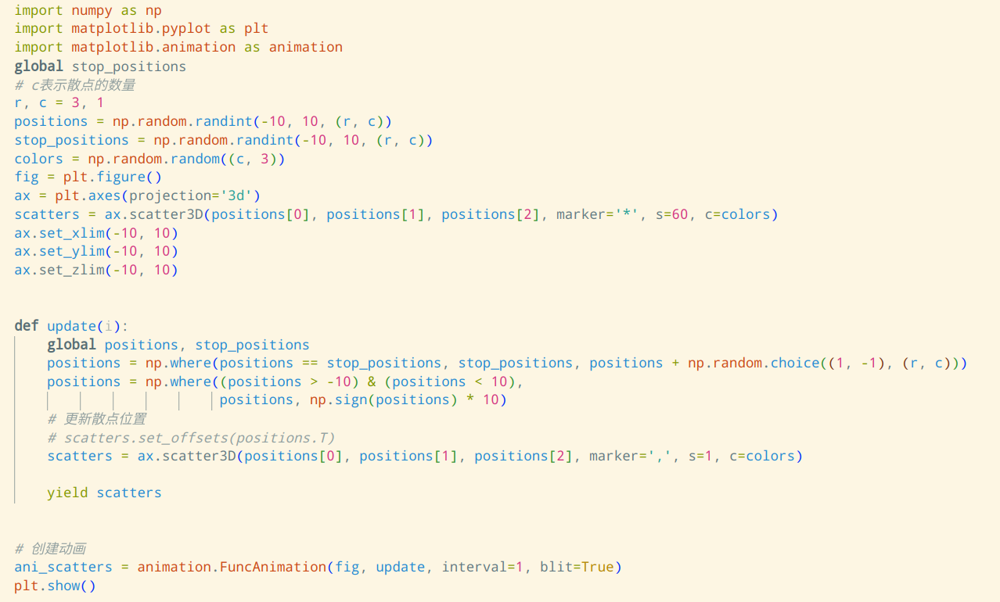 import numpy as np
import matplotlib.pyplot as plt
import matplotlib.animation as animation
global stop_positions
# c表示散点的数量
r, c = 3, 1
positions = np.random.randint(-10, 10, (r, c))
stop_positions = np.random.randint(-10, 10, (r, c))
colors = np.random.random((c, 3))
fig = plt.figure()
ax = plt.axes(projection='3d')
scatters = ax.scatter3D(positions[0], positions[1], positions[2], marker='*', s=60, c=colors)
ax.set_xlim(-10, 10)
ax.set_ylim(-10, 10)
ax.set_zlim(-10, 10)
def update(i):
    global positions, stop_positions
    positions = np.where(positions == stop_positions, stop_positions, positions + np.random.choice((1, -1), (r, c)))
    positions = np.where((positions > -10) & (positions < 10),
                         positions, np.sign(positions) * 10)
    # 更新散点位置
    # scatters.set_offsets(positions.T)
    scatters = ax.scatter3D(positions[0], positions[1], positions[2], marker=',', s=1, c=colors)
    yield scatters
# 创建动画
ani_scatters = animation.FuncAnimation(fig, update, interval=1, blit=True)
plt.show()